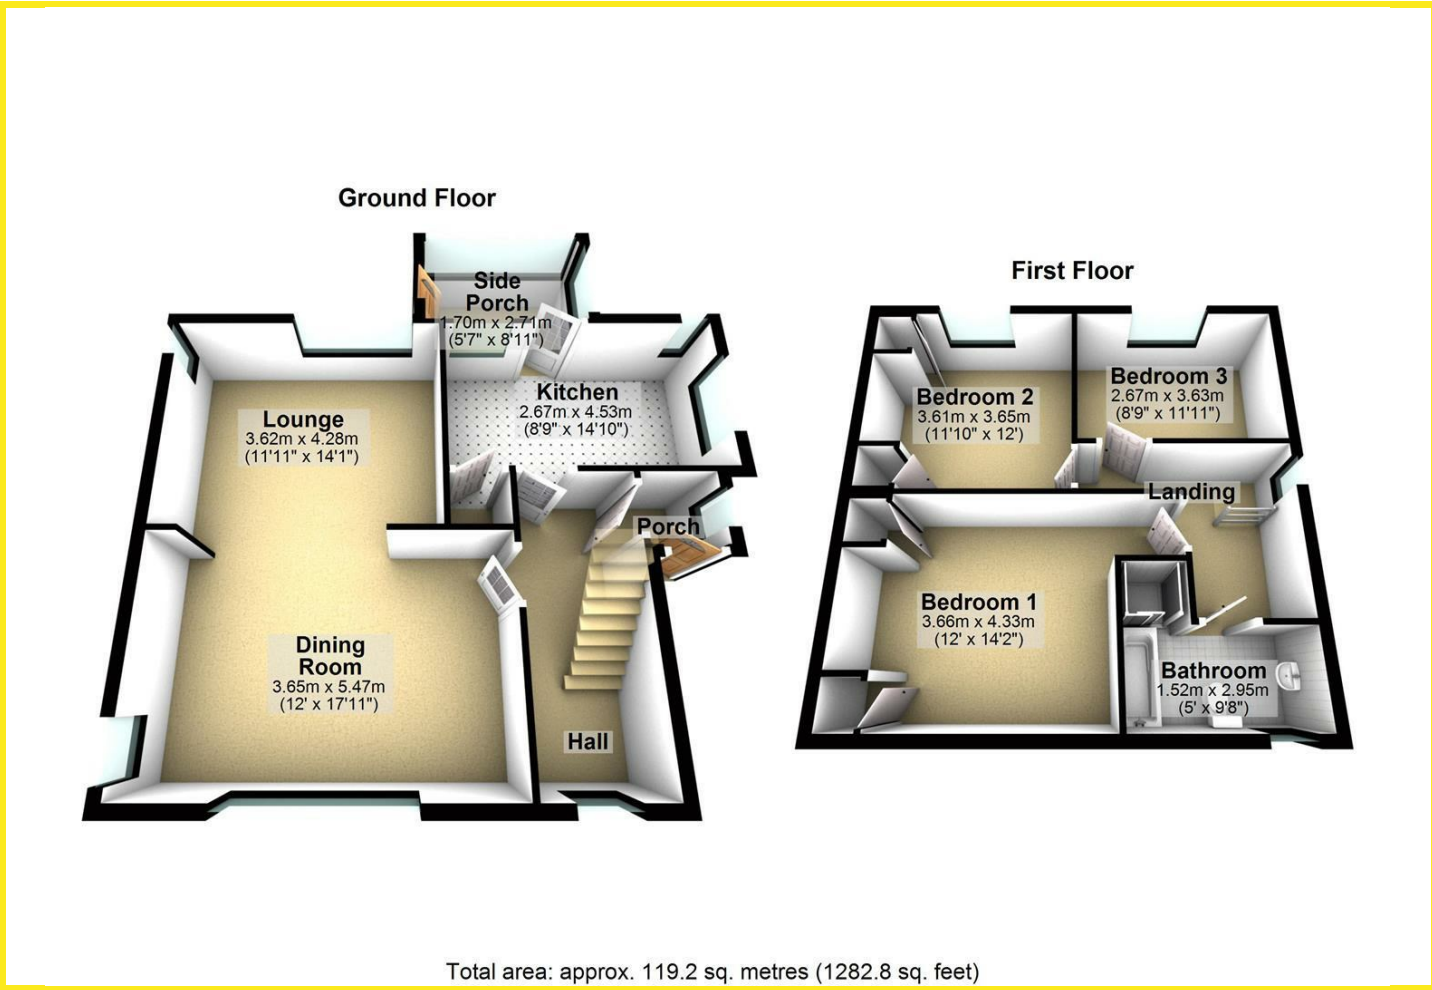 Ground Floor
Side
Porch
1.70m x 2.71m
(5'7" x 8'11")
Kitchen
2.67m x 4.53m
(8'9" x 14'10")
Lounge
3.62m x 4.28m
(11'11" x 14'1")
Porch
Dining
Room
3.65m x 5.47m
(12' x 17'11")
Hall
First Floor
Bedroom 2
3.61m x 3.65m
(11'10" x 12')
Bedroom 3
2.67m x 3.63m
(8'9" x 11'11")
Landing
Bedroom 1
3.66m x 4.33m
(12' x 14'2")
Bathroom
1.52m x 2.95m
(5' x 9'8")
Total area: approx. 119.2 sq. metres (1282.8 sq. feet)